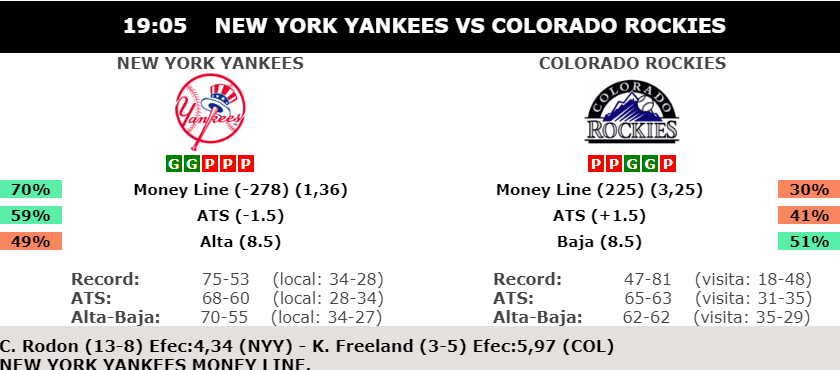 19:05 NEW YORK YANKEES VS COLORADO ROCKIES
NEW YORK YANKEES COLORADO ROCKIES
Yankees COLORADO ROCKIES
G G P P P P P G G P
70% Money Line (-278) (1,36) Money Line (225) (3,25) 30%
59% ATS (-1.5) ATS (+1.5) 41%
49% Alta (8.5) Baja (8.5) 51%
Record: 75-53 (local: 34-28) Record: 47-81 (visita: 18-48)
ATS: 68-60 (local: 28-34) ATS: 65-63 (visita: 31-35)
Alta-Baja: 70-55 (local: 34-27) Alta-Baja: 62-62 (visita: 35-29)
C. Rodon (13-8) Efec:4,34 (NYY) - K. Freeland (3-5) Efec:5,97 (COL)
NEW YORK YANKEES MONEY LINE.